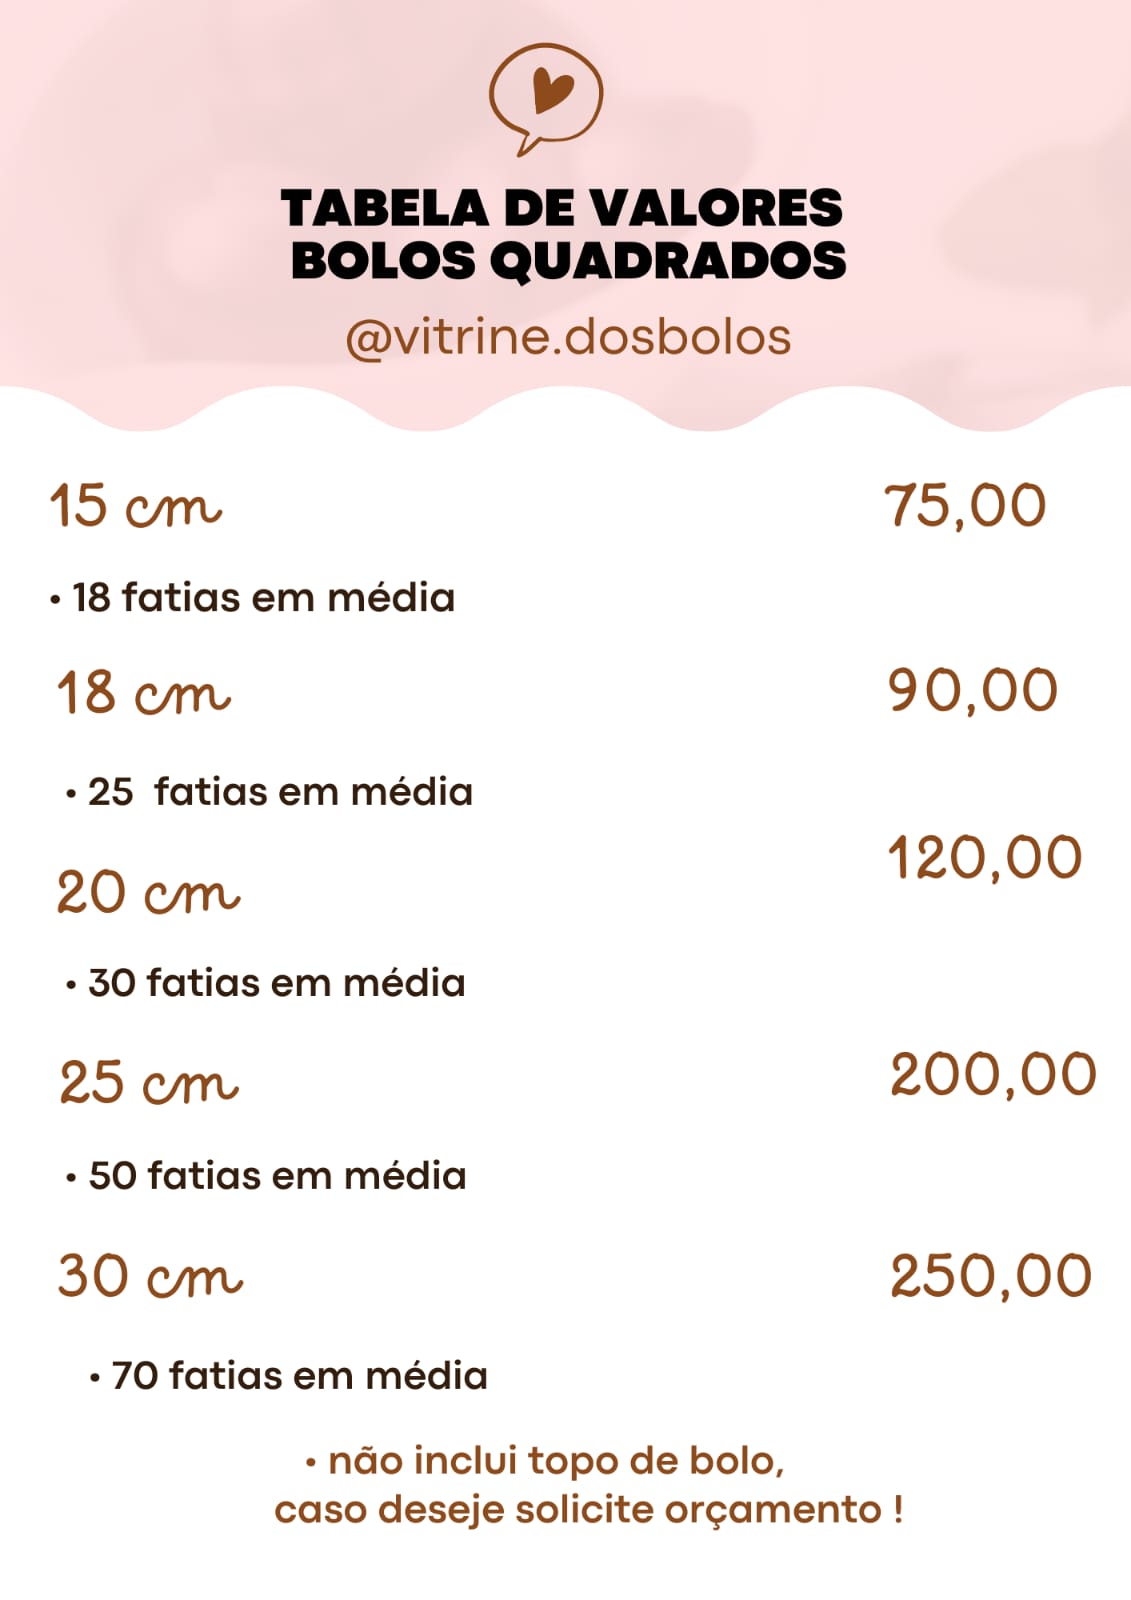 TABELA DE VALORES
BOLOS QUADRADOS
@vitrine.dosbolos
15 cm 75,00
• 18 fatias em média
18 cm 90,00
• 25 fatias em média
20 cm 120,00
• 30 fatias em média
25 cm 200,00
• 50 fatias em média
30 cm 250,00
• 70 fatias em média
• não inclui topo de bolo,
caso deseje solicite orçamento !